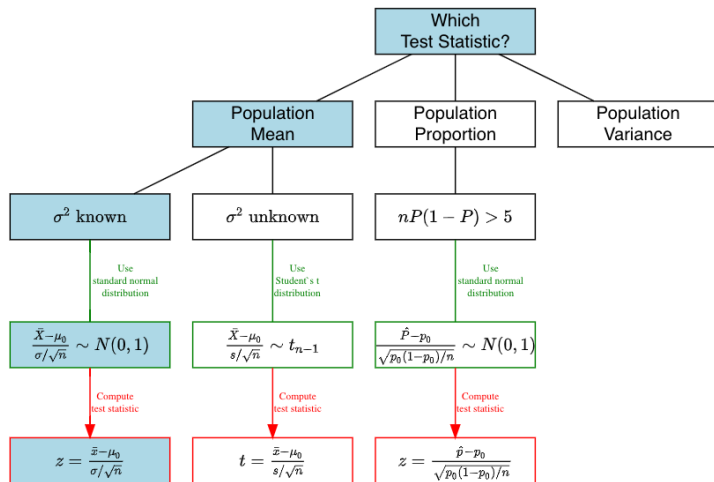 Which
Test Statistic?
Population
Mean
Population
Proportion
Population
Variance
σ² known
σ² unknown
nP(1 − P) > 5
Use
standard normal
distribution
Use
Student`s t
distribution
Use
standard normal
distribution
X̄−μ₀ / σ/√n ∼ N(0, 1)
X̄−μ₀ / s/√n ∼ tₙ₋₁
P̂−p₀ / √p₀(1−p₀)/n ∼ N(0, 1)
Compute
test statistic
Compute
test statistic
Compute
test statistic
z = x̄−μ₀ / σ/√n
t = x̄−μ₀ / s/√n
z = p̂−p₀ / √p₀(1−p₀)/n